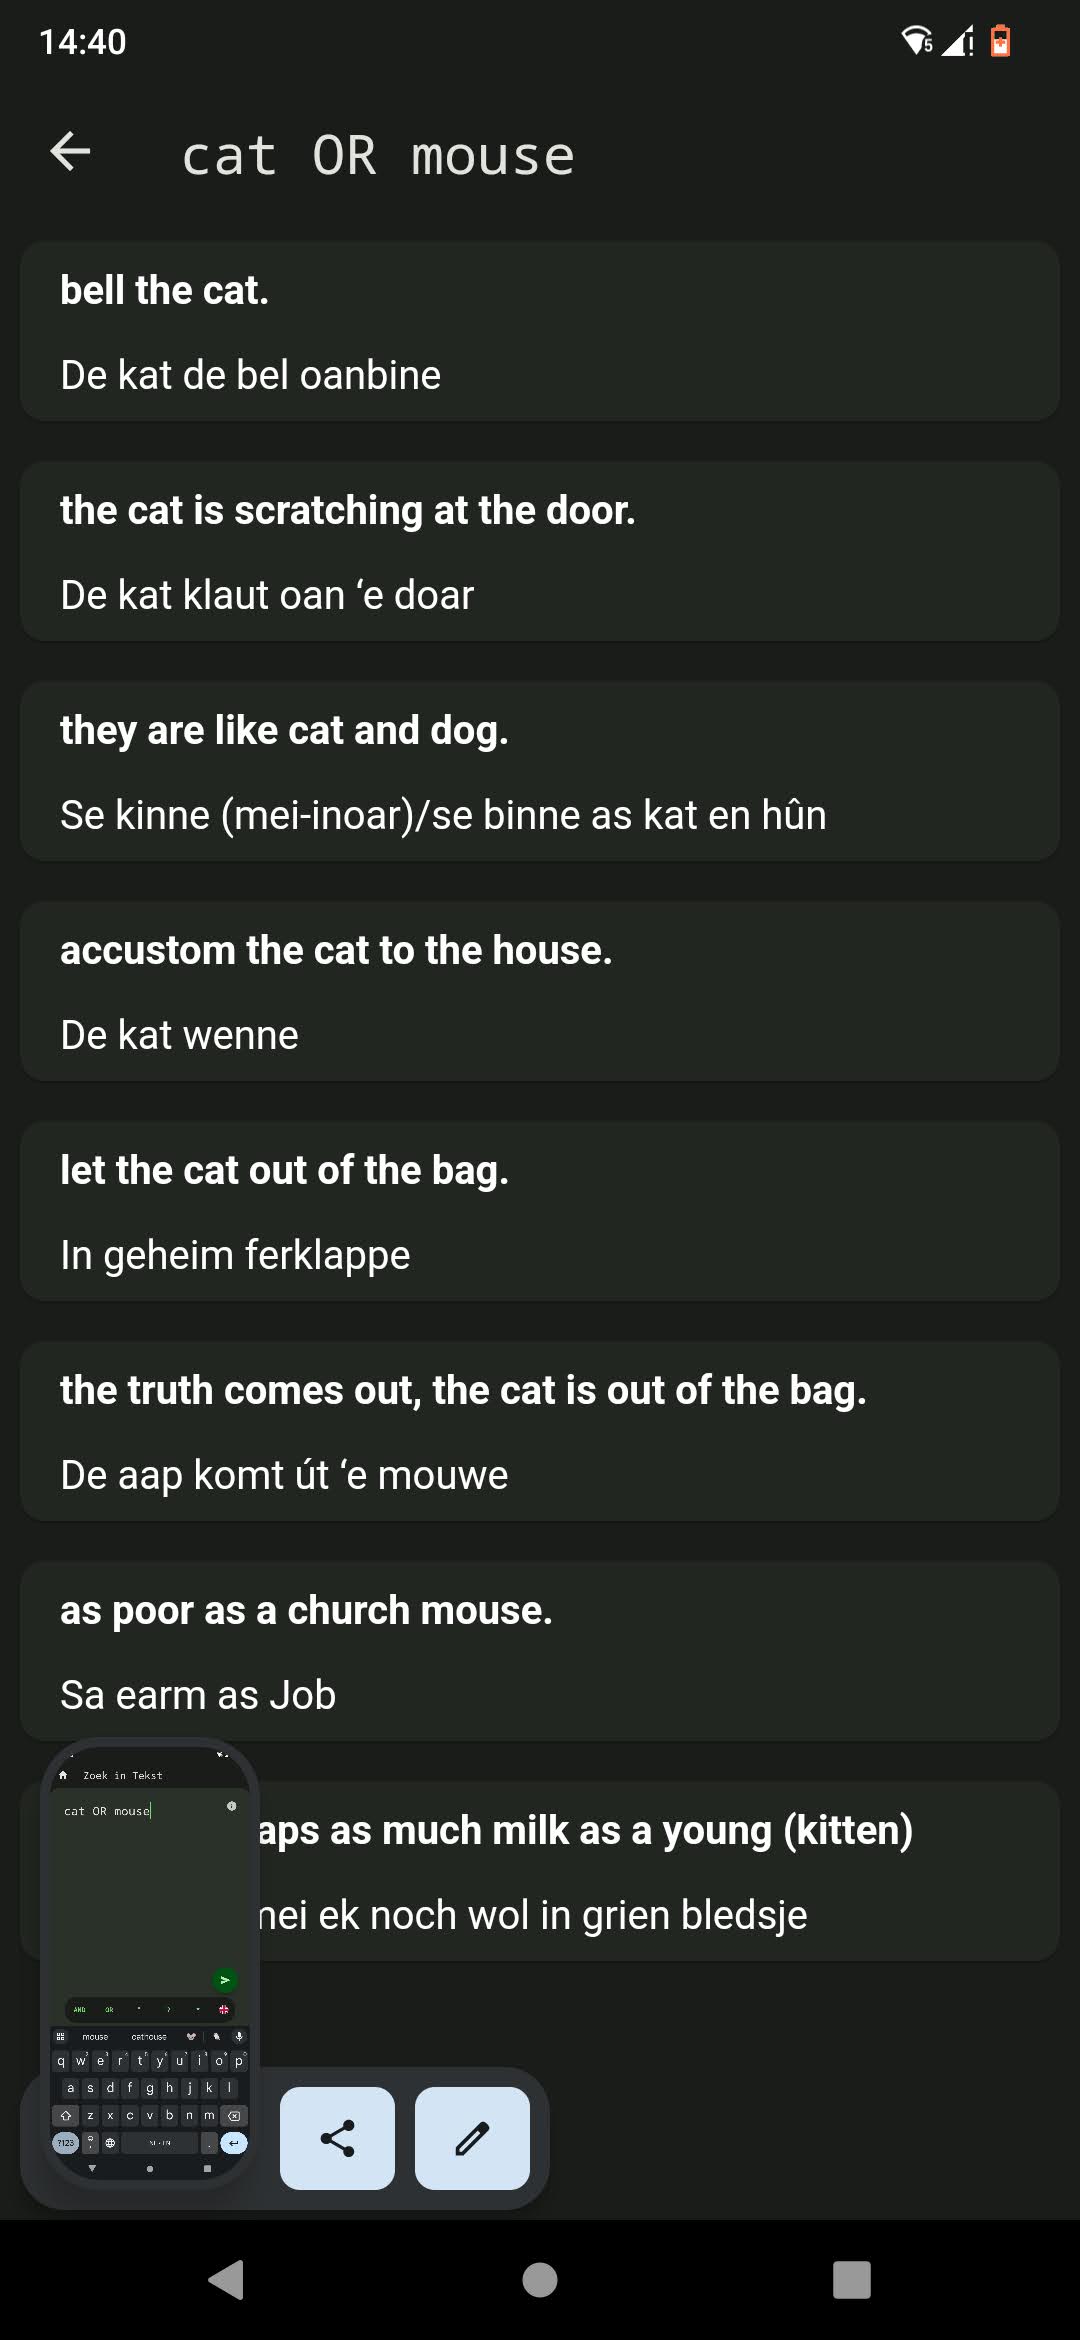 14:40
cat OR mouse
bell the cat.
De kat de bel oanbine
the cat is scratching at the door.
De kat klaut oan ‘e doar
they are like cat and dog.
Se kinne (mei-inoar)/se binne as kat en hûn
accustom the cat to the house.
De kat wenne
let the cat out of the bag.
In geheim ferklappe
the truth comes out, the cat is out of the bag.
De aap komt út ‘e mouwe
as poor as a church mouse.
Sa earm as Job
as much milk as a young (kitten)
ek noch wol in grien bledsje
Zoek in Tekst
cat OR mouse
AND OR
mouse cathouse
q w e r t y u i o p
a s d f g h j k l
z x c v b n m
?123